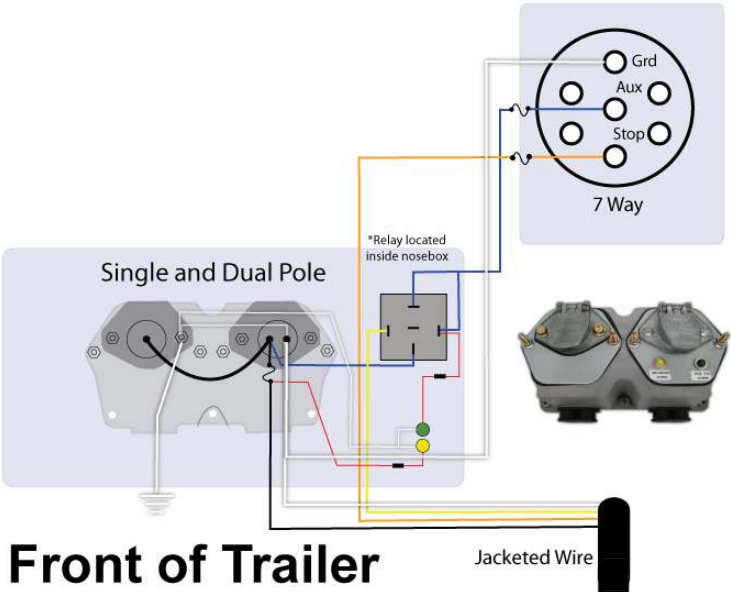 Grd
Aux
Stop
7 Way
*Relay located
inside nosebox
Single and Dual Pole
Jacketed Wire
Front of Trailer